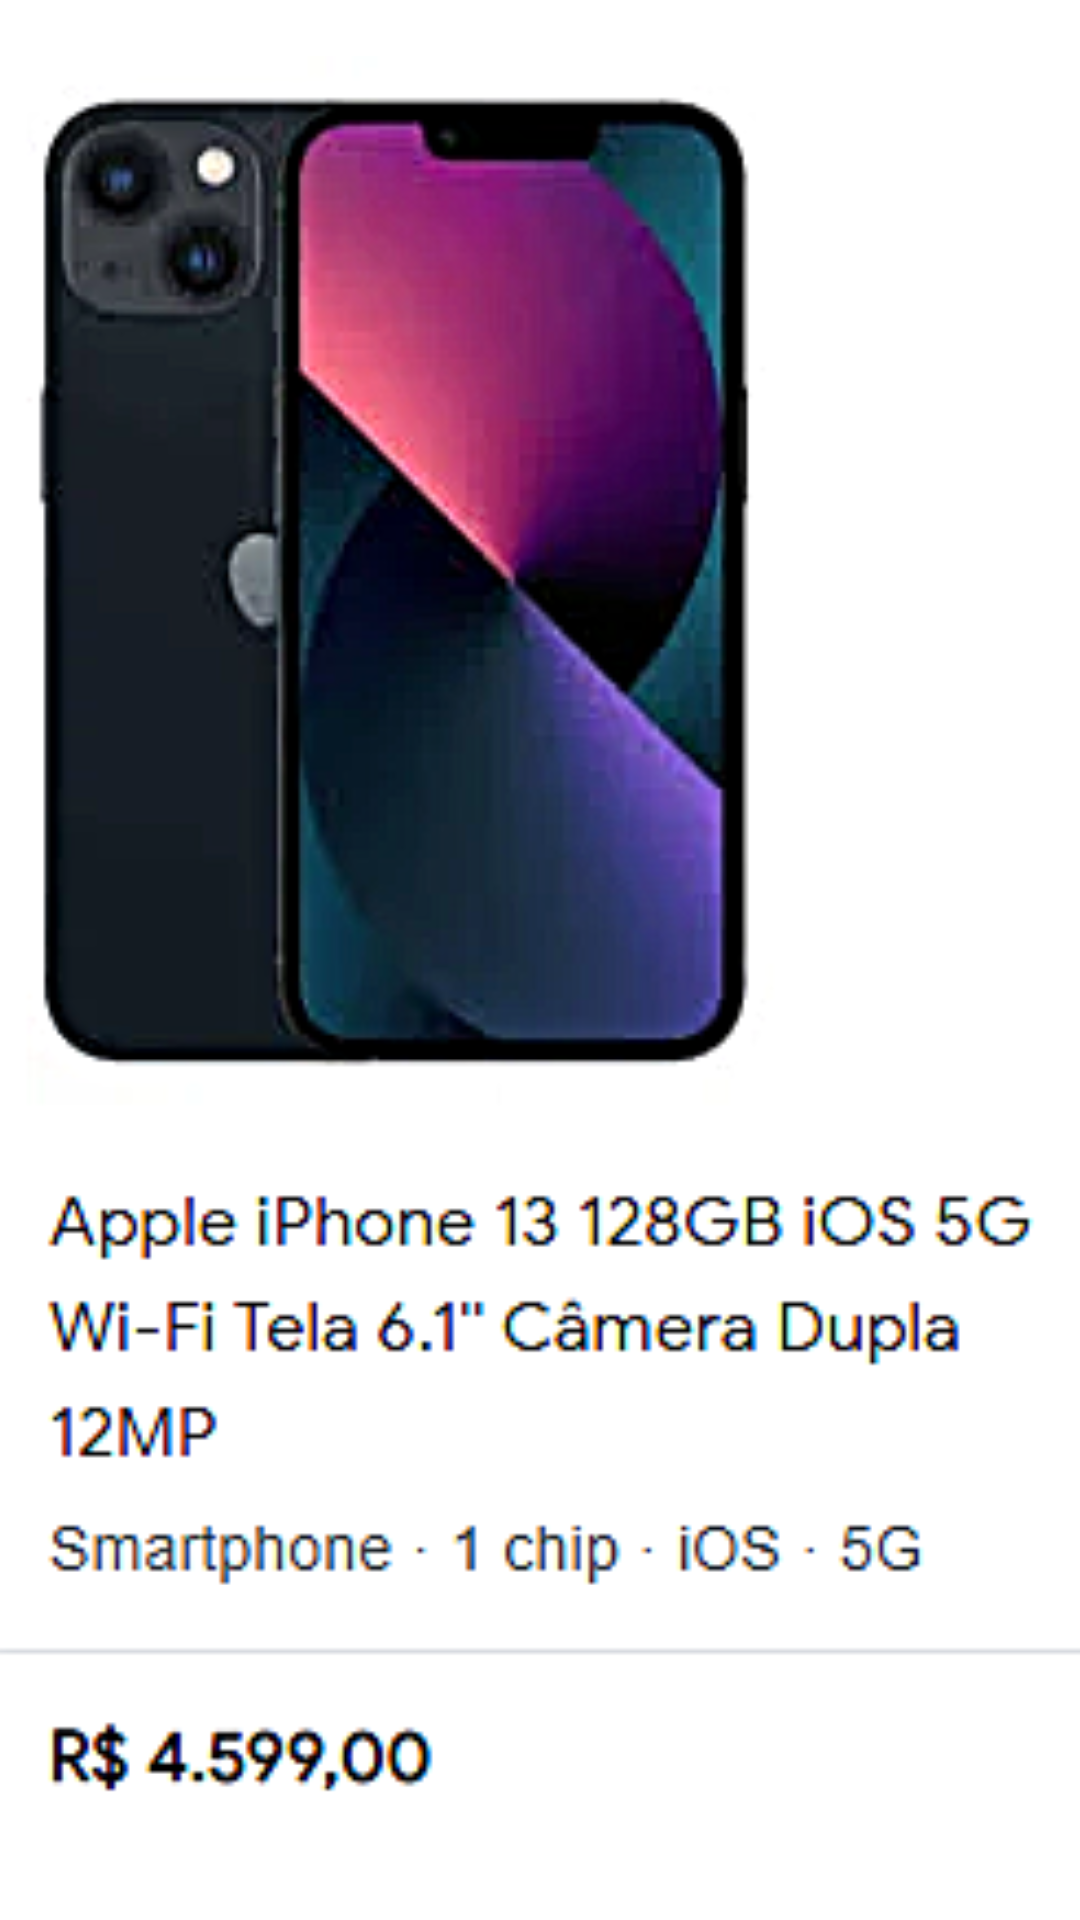 Apple iPhone 13 128GB iOS 5G
Wi-Fi Tela 6.1" Câmera Dupla
12MP
Smartphone · 1 chip · iOS · 5G
R$ 4.599,00